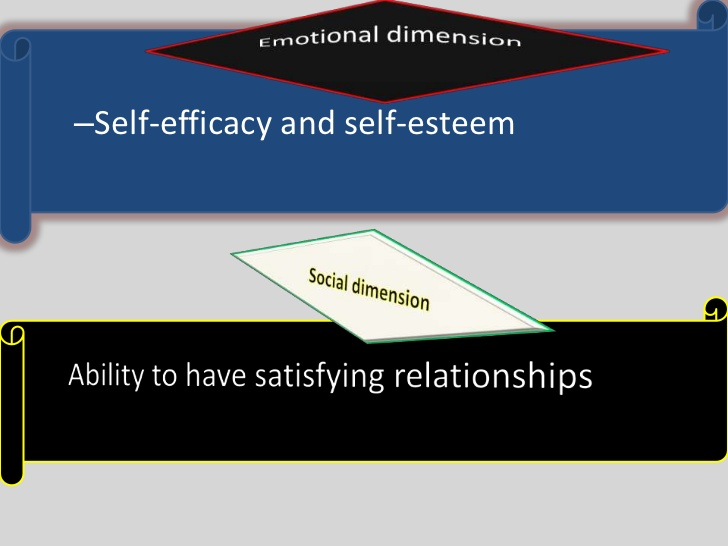 Emotional dimension
–Self-efficacy and self-esteem
Social dimension
Ability to have satisfying relationships